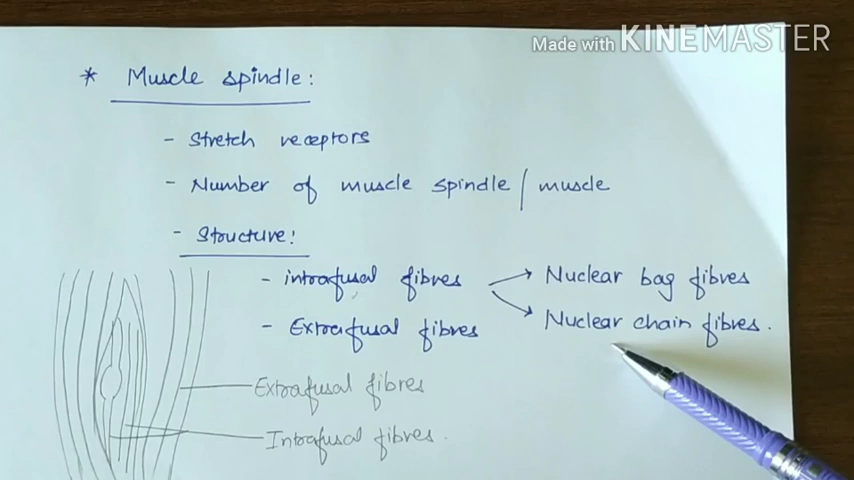 Made with KINEMASTER
* Muscle spindle:
- Stretch receptors
- Number of muscle spindle / muscle
- Structure:
- intrafusal fibres → Nuclear bag fibres
→ Nuclear chain fibres.
- Extrafusal fibres
Extrafusal fibres
Intrafusal fibres.